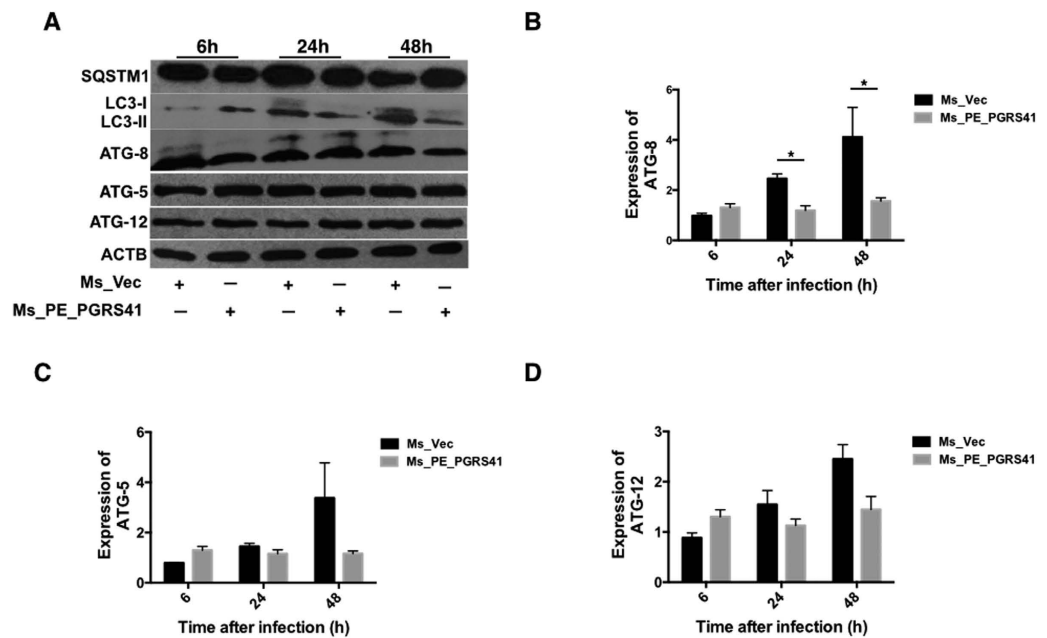 A
6h 24h 48h
SQSTM1
LC3-I
LC3-II
ATG-8
ATG-5
ATG-12
ACTB
Ms_Vec + — + — + —
Ms_PE_PGRS41 — + — + — +
B
Expression of
ATG-8
6
4
2
0
*
*
6 24 48
Time after infection (h)
Ms_Vec
Ms_PE_PGRS41
C
Expression of
ATG-5
6
4
2
0
6 24 48
Time after infection (h)
Ms_Vec
Ms_PE_PGRS41
D
Expression of
ATG-12
3
2
1
0
6 24 48
Time after infection (h)
Ms_Vec
Ms_PE_PGRS41